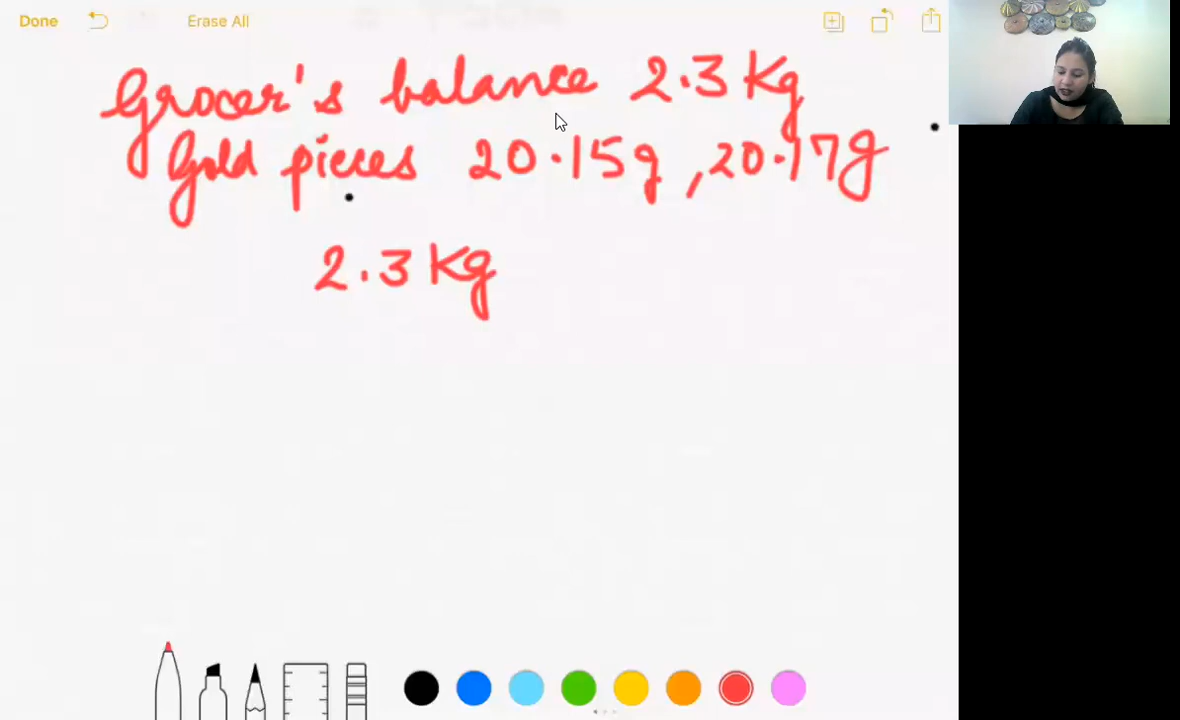 Done Erase All
Grocer's balance 2.3 Kg
Gold pieces 20.15g, 20.17g
2.3 Kg